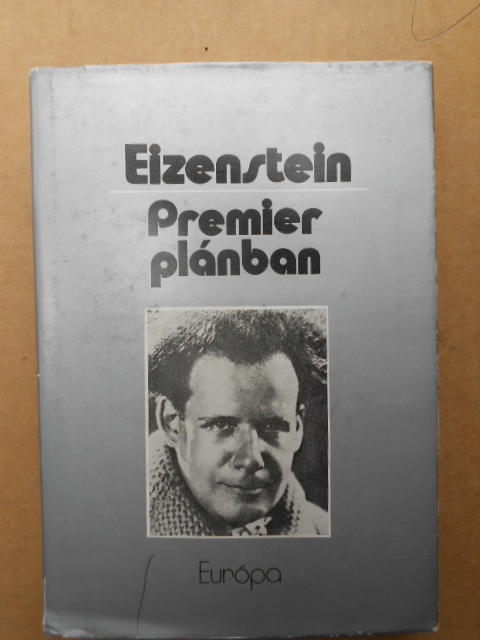 Eizenstein
Premier
plánban
Európa